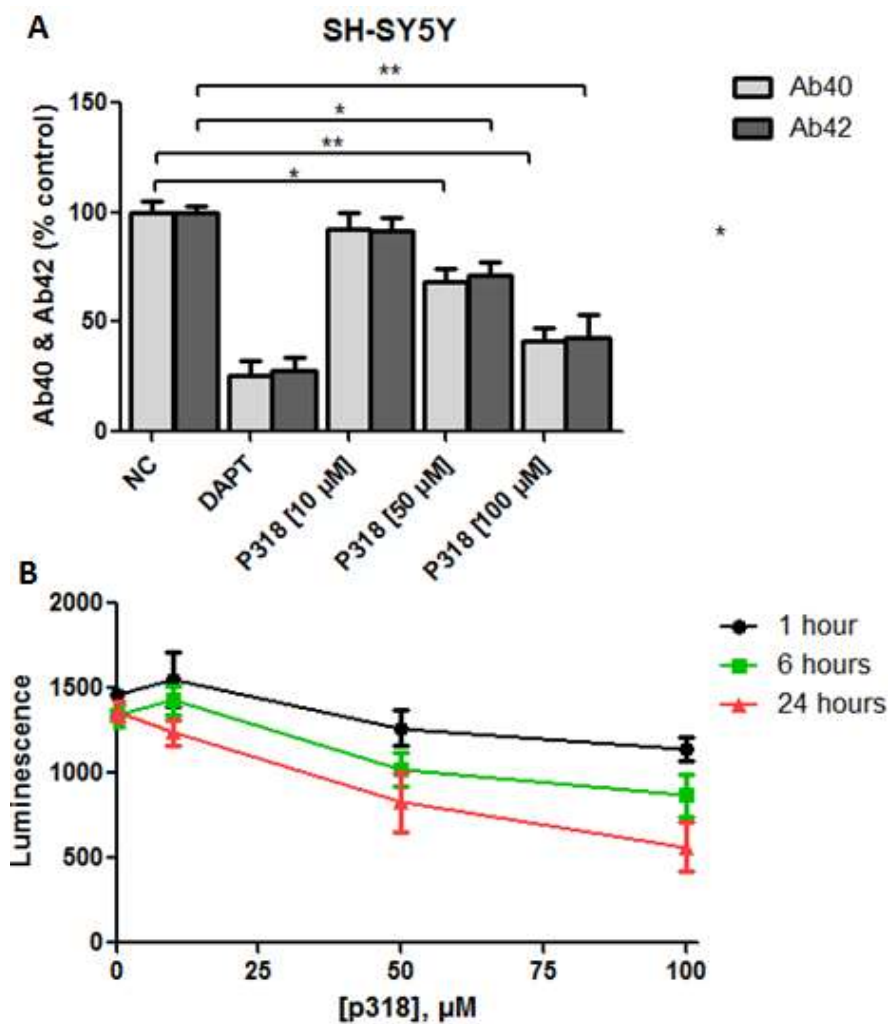 A
SH-SY5Y
**
*
**
*
Ab40
Ab42
*
Ab40 & Ab42 (% control)
150
100
50
0
NC
DAPT
P318 [10 µM]
P318 [50 µM]
P318 [100 µM]
B
Luminescence
2000
1500
1000
500
0
0
25
50
75
100
[p318], µM
1 hour
6 hours
24 hours